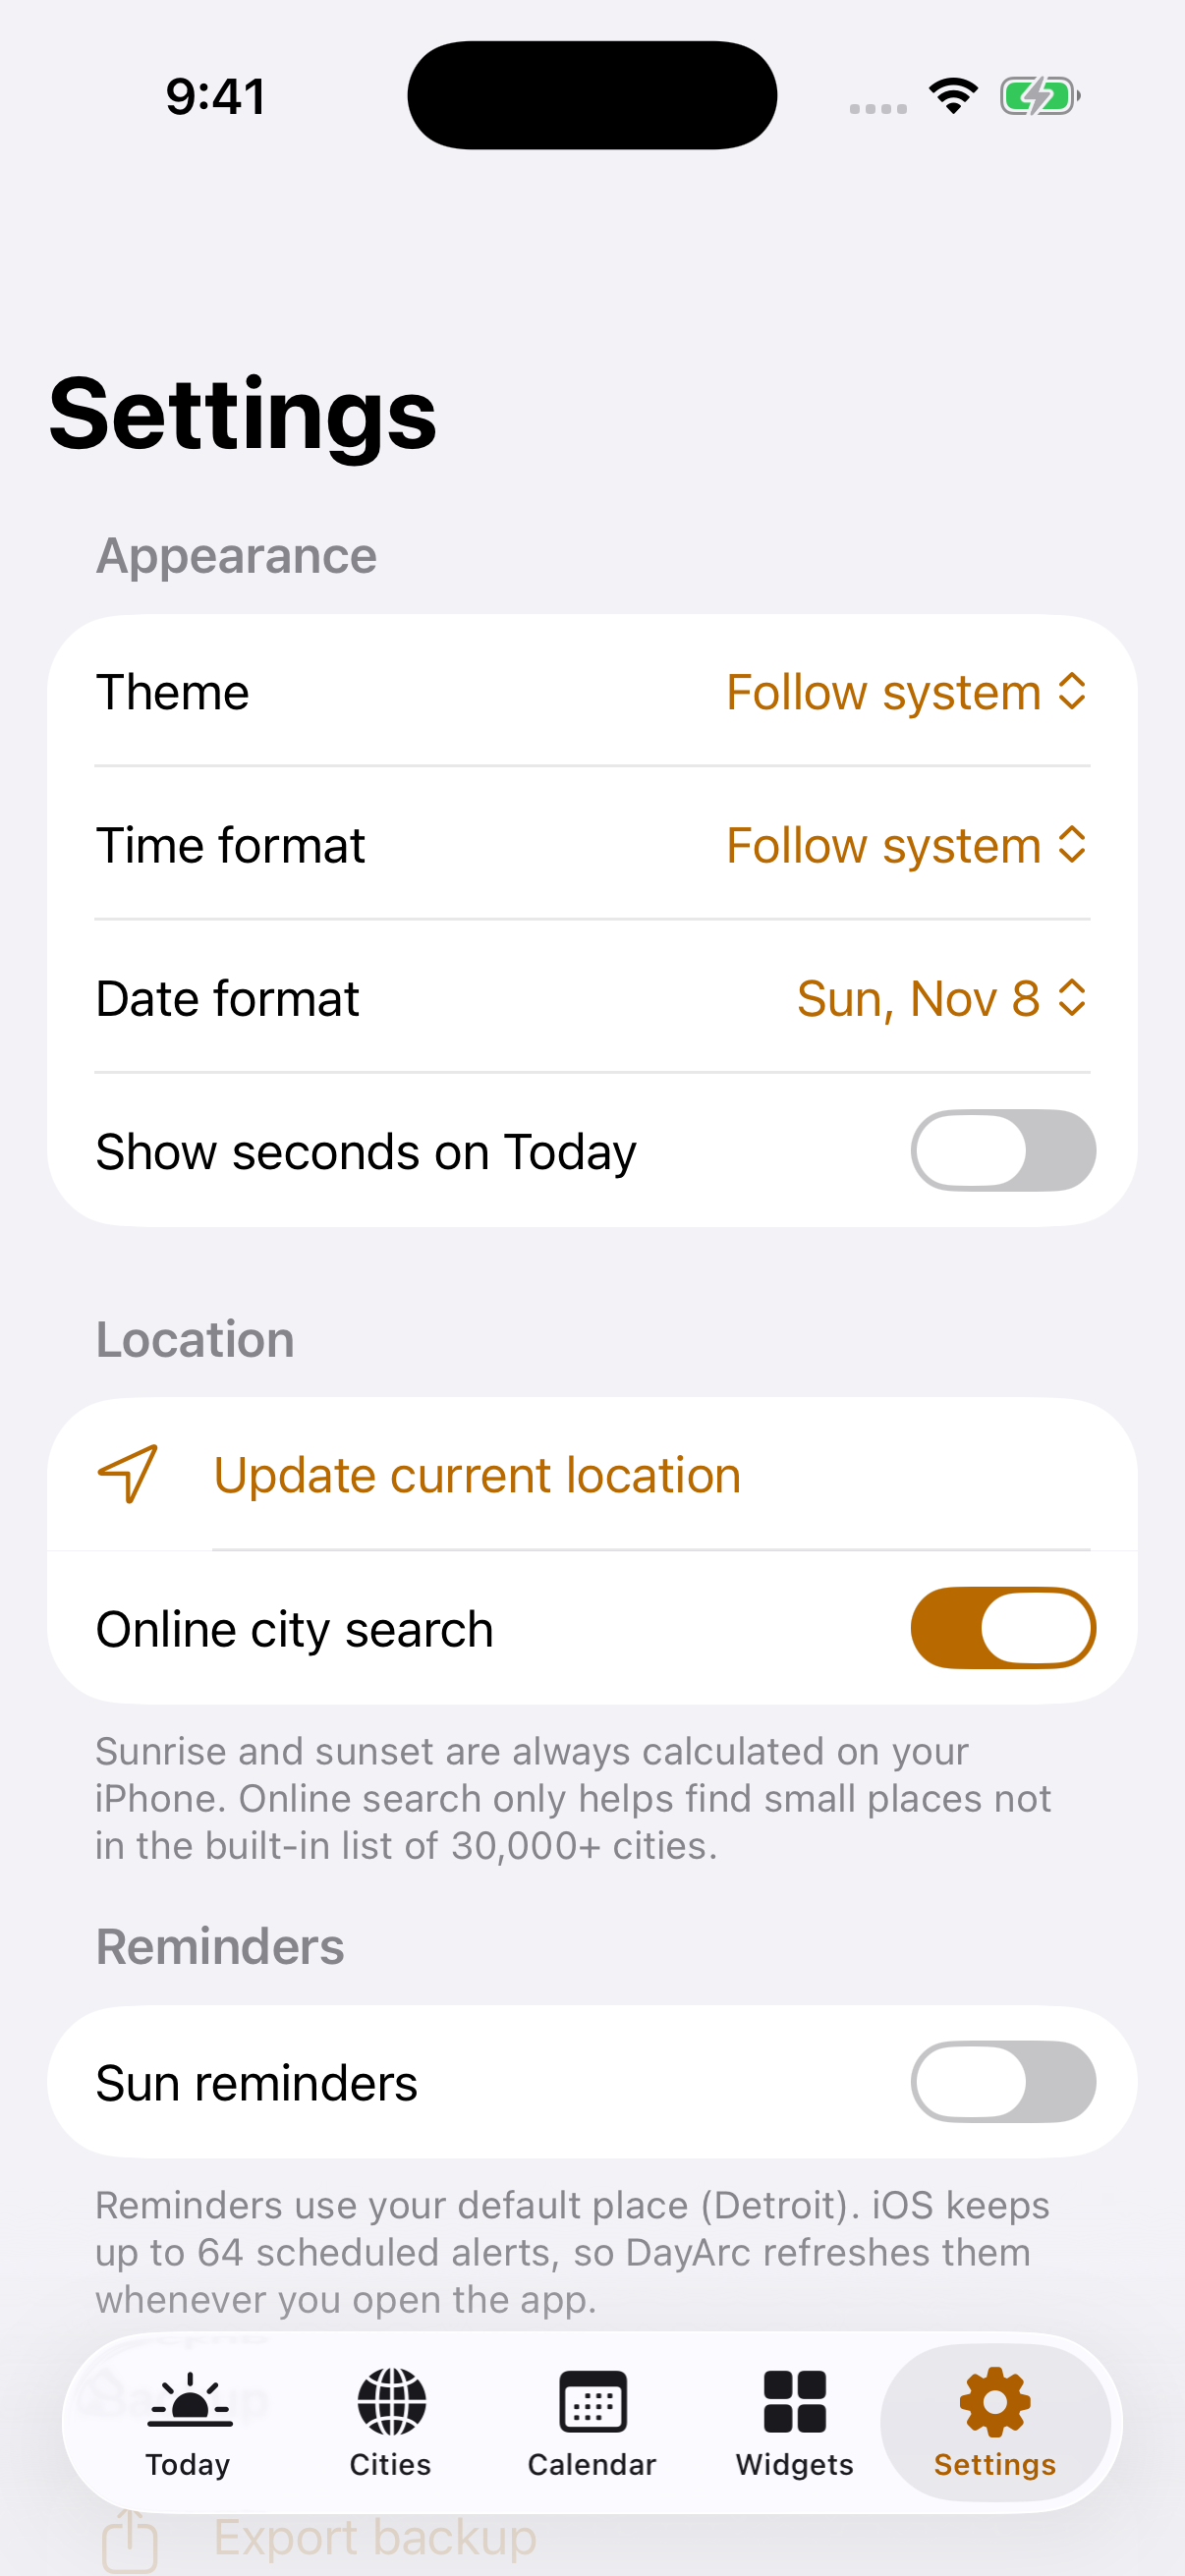 9:41
Settings
Appearance
Theme Follow system
Time format Follow system
Date format Sun, Nov 8
Show seconds on Today
Location
Update current location
Online city search
Sunrise and sunset are always calculated on your
iPhone. Online search only helps find small places not
in the built-in list of 30,000+ cities.
Reminders
Sun reminders
Reminders use your default place (Detroit). iOS keeps
up to 64 scheduled alerts, so DayArc refreshes them
whenever you open the app.
Today Cities Calendar Widgets Settings
Export backup